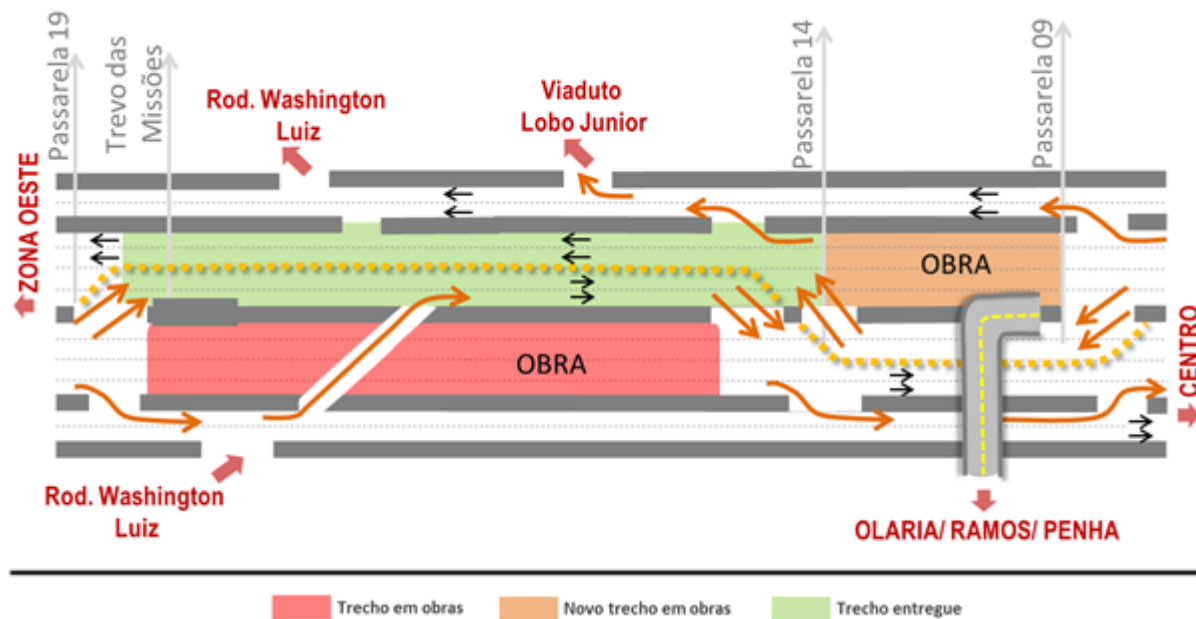 Passarela 19
Trevo das
Missões
Rod. Washington
Luiz
Viaduto
Lobo Junior
Passarela 14
Passarela 09
ZONA OESTE
OBRA
OBRA
CENTRO
Rod. Washington
Luiz
OLARIA/ RAMOS/ PENHA
Trecho em obras
Novo trecho em obras
Trecho entregue